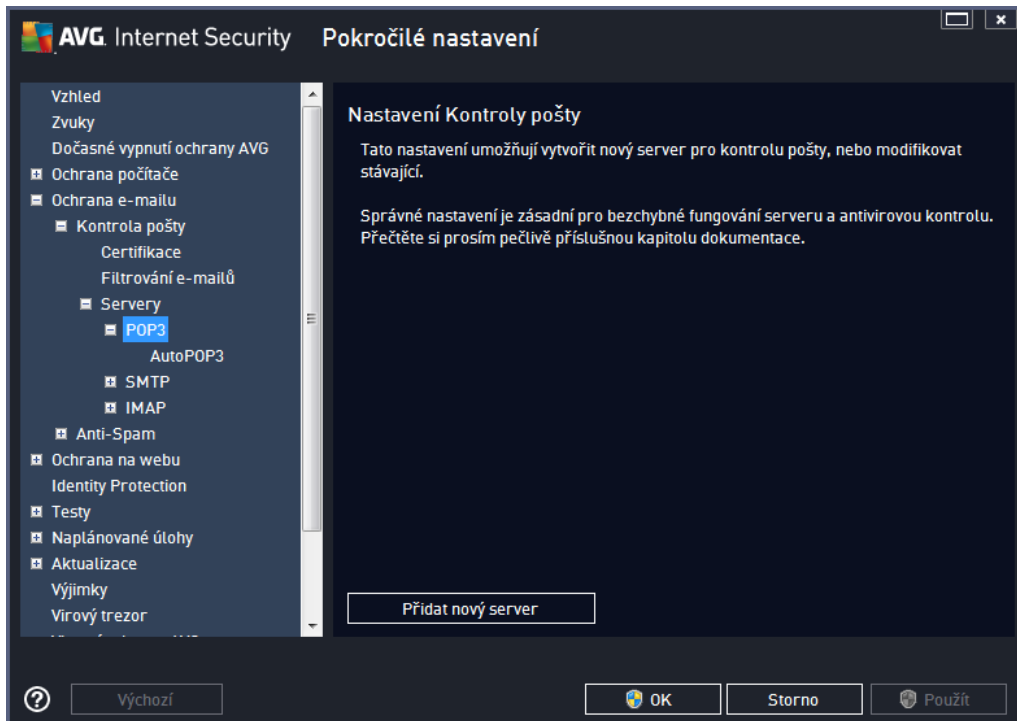 AVG. Internet Security
Pokročilé nastavení
Vzhled
Zvuky
Dočasné vypnutí ochrany AVG
Ochrana počítače
Ochrana e-mailu
Kontrola pošty
Certifikace
Filtrování e-mailů
Servery
POP3
AutoPOP3
SMTP
IMAP
Anti-Spam
Ochrana na webu
Identity Protection
Testy
Naplánované úlohy
Aktualizace
Výjimky
Virový trezor
Nastavení Kontroly pošty
Tato nastavení umožňují vytvořit nový server pro kontrolu pošty, nebo modifikovat
stávající.
Správné nastavení je zásadní pro bezchybné fungování serveru a antivirovou kontrolu.
Přečtěte si prosím pečlivě příslušnou kapitolu dokumentace.
Přidat nový server
Výchozí
OK
Storno
Použít